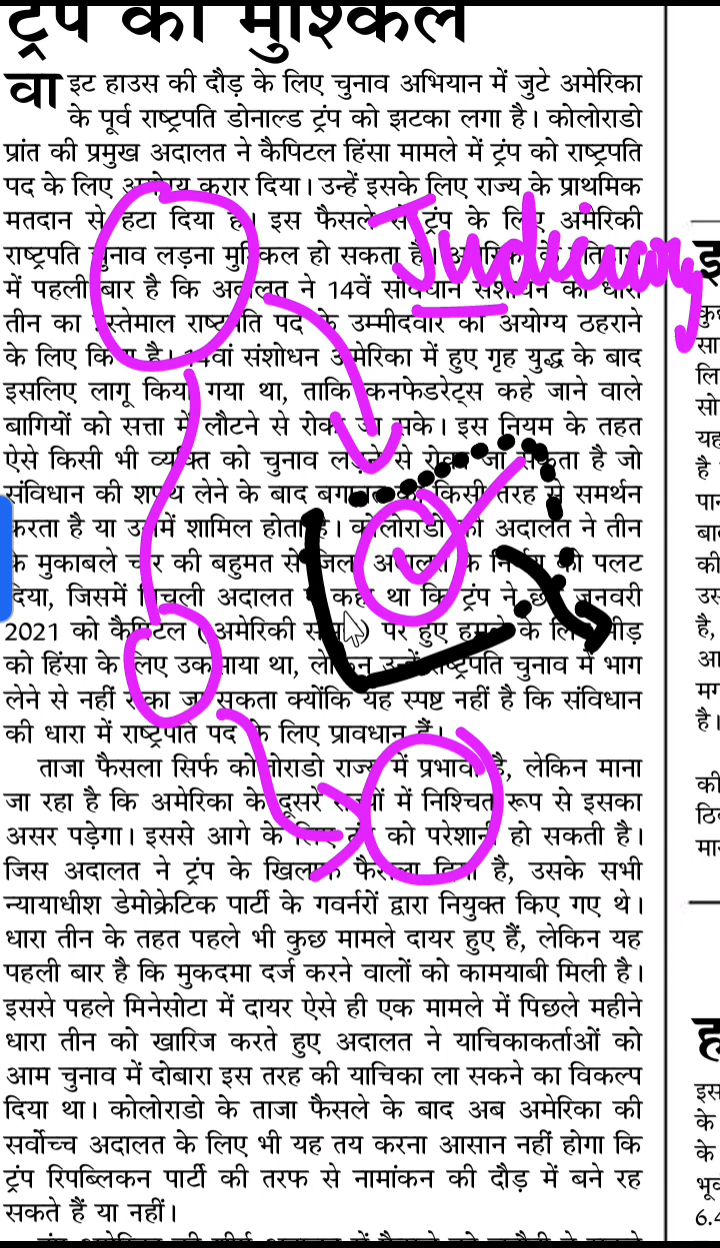 ट्रंप की मुश्किल
वाइट हाउस की दौड़ के लिए चुनाव अभियान में जुटे अमेरिका
के पूर्व राष्ट्रपति डोनाल्ड ट्रंप को झटका लगा है। कोलोराडो
प्रांत की प्रमुख अदालत ने कैपिटल हिंसा मामले में ट्रंप को राष्ट्रपति
पद के लिए अयोग्य करार दिया। उन्हें इसके लिए राज्य के प्राथमिक
मतदान से हटा दिया है। इस फैसले से ट्रंप के लिए अमेरिकी
Judiciary
राष्ट्रपति चुनाव लड़ना मुश्किल हो सकता है। के
में पहली बार है कि अदालत ने 14वें संविधान संशोधन की धारा
तीन का इस्तेमाल राष्ट्रपति पद के उम्मीदवार को अयोग्य ठहराने
के लिए किया है। 14वां संशोधन अमेरिका में हुए गृह युद्ध के बाद
इसलिए लागू किया गया था, ताकि कनफेडरेट्स कहे जाने वाले
बागियों को सत्ता में लौटने से रोका जा सके। इस नियम के तहत
ऐसे किसी भी व्यक्ति को चुनाव लड़ने से रोका जा सकता है जो
संविधान की शपथ लेने के बाद बगावत का किसी तरह से समर्थन
करता है या उसमें शामिल होता है। कोलोराडो की अदालत ने तीन
के मुकाबले चार की बहुमत से जिला अदालत के निर्णय को पलट
दिया, जिसमें निचली अदालत ने कहा था कि ट्रंप ने छह जनवरी
2021 को कैपिटल (अमेरिकी संसद) पर हुए हमले के लिए भीड़
को हिंसा के लिए उकसाया था, लेकिन उन्हें राष्ट्रपति चुनाव में भाग
लेने से नहीं रोका जा सकता क्योंकि यह स्पष्ट नहीं है कि संविधान
की धारा में राष्ट्रपति पद के लिए प्रावधान हैं।
ताजा फैसला सिर्फ कोलोराडो राज्य में प्रभावी है, लेकिन माना
जा रहा है कि अमेरिका के दूसरे राज्यों में निश्चित रूप से इसका
असर पड़ेगा। इससे आगे के लिए को परेशानी हो सकती है।
जिस अदालत ने ट्रंप के खिलाफ फैसला दिया है, उसके सभी
न्यायाधीश डेमोक्रेटिक पार्टी के गवर्नरों द्वारा नियुक्त किए गए थे।
धारा तीन के तहत पहले भी कुछ मामले दायर हुए हैं, लेकिन यह
पहली बार है कि मुकदमा दर्ज करने वालों को कामयाबी मिली है।
इससे पहले मिनेसोटा में दायर ऐसे ही एक मामले में पिछले महीने
धारा तीन को खारिज करते हुए अदालत ने याचिकाकर्ताओं को
आम चुनाव में दोबारा इस तरह की याचिका ला सकने का विकल्प
दिया था। कोलोराडो के ताजा फैसले के बाद अब अमेरिका की
सर्वोच्च अदालत के लिए भी यह तय करना आसान नहीं होगा कि
ट्रंप रिपब्लिकन पार्टी की तरफ से नामांकन की दौड़ में बने रह
सकते हैं या नहीं।